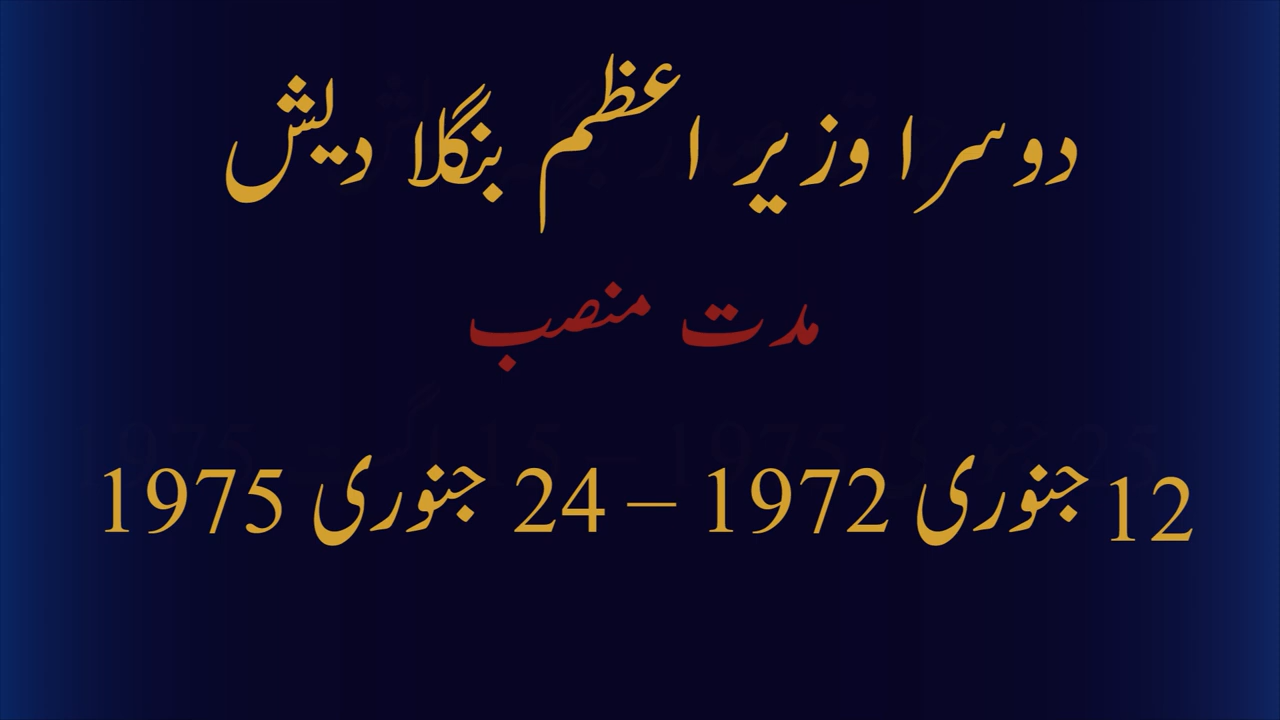 دوسرا وزیر اعظم بنگلا دیش
مدت منصب
12 جنوری 1972 – 24 جنوری 1975